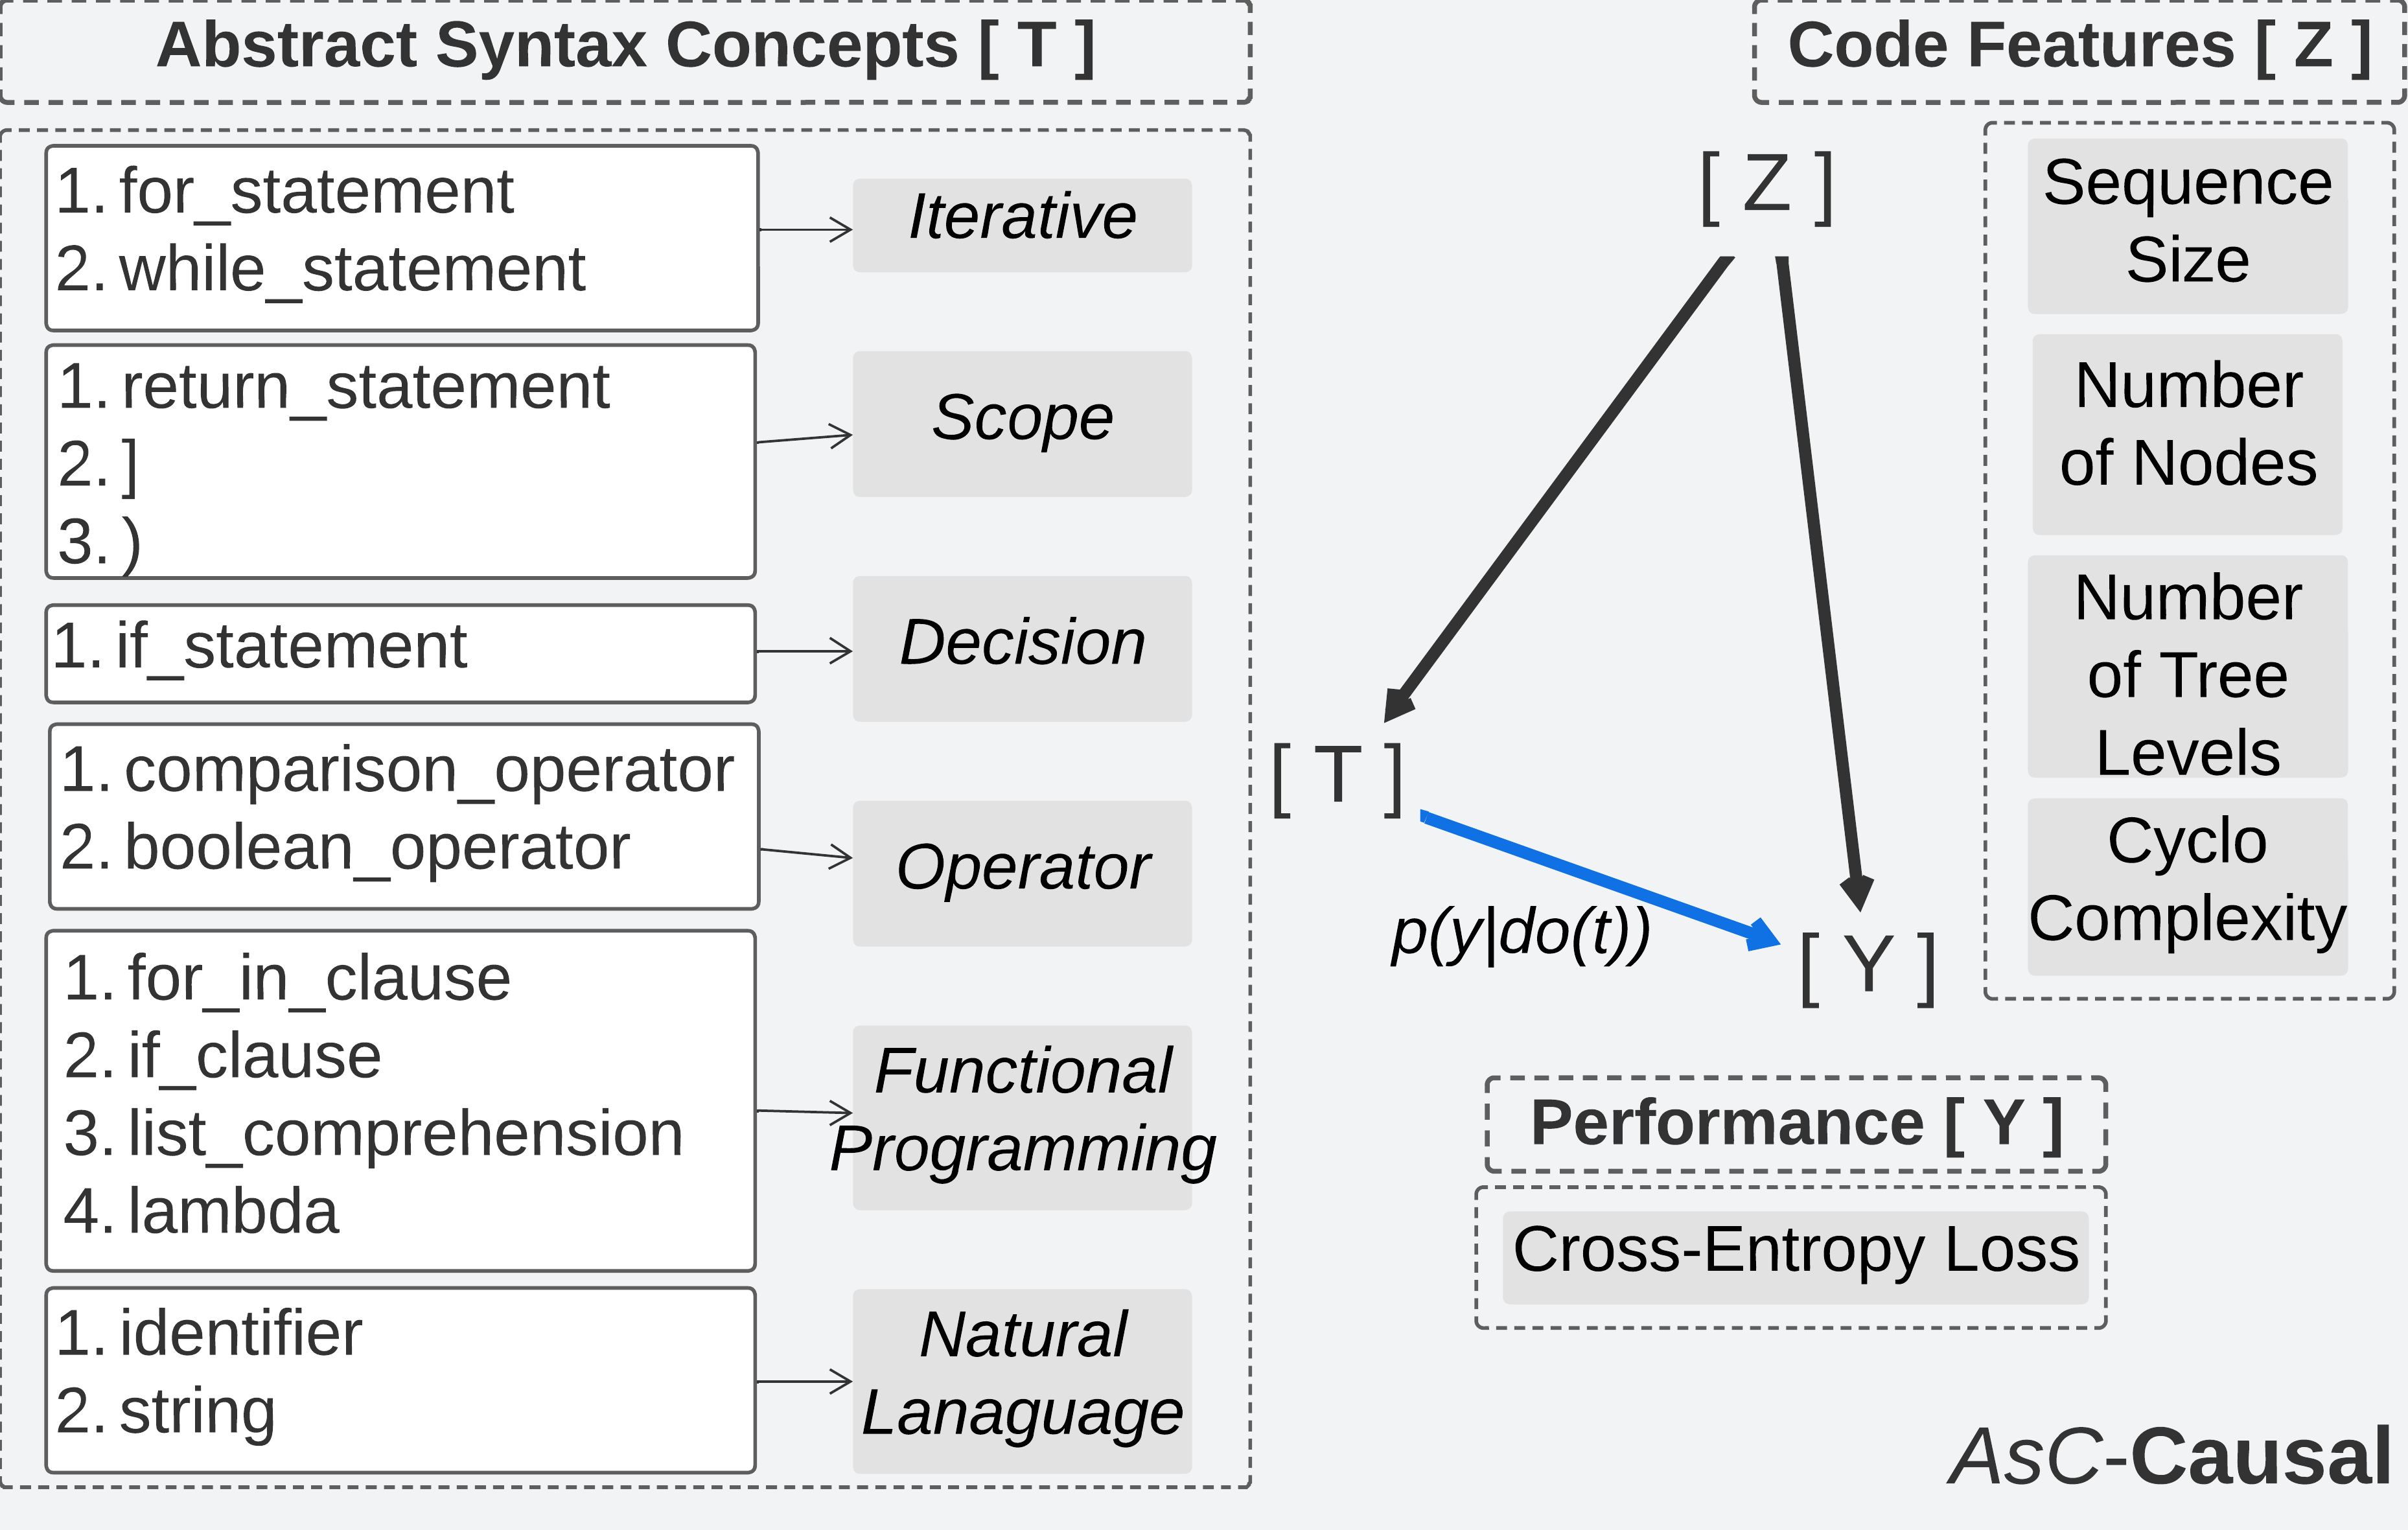 Abstract Syntax Concepts [ T ]
1. for_statement
2. while_statement
Iterative
1. return_statement
2. ]
3. )
Scope
1. if_statement
Decision
1. comparison_operator
2. boolean_operator
Operator
1. for_in_clause
2. if_clause
3. list_comprehension
4. lambda
Functional
Programming
1. identifier
2. string
Natural
Lanaguage
[ Z ]
[ T ]
p(y|do(t))
[ Y ]
Code Features [ Z ]
Sequence
Size
Number
of Nodes
Number
of Tree
Levels
Cyclo
Complexity
Performance [ Y ]
Cross-Entropy Loss
AsC-Causal